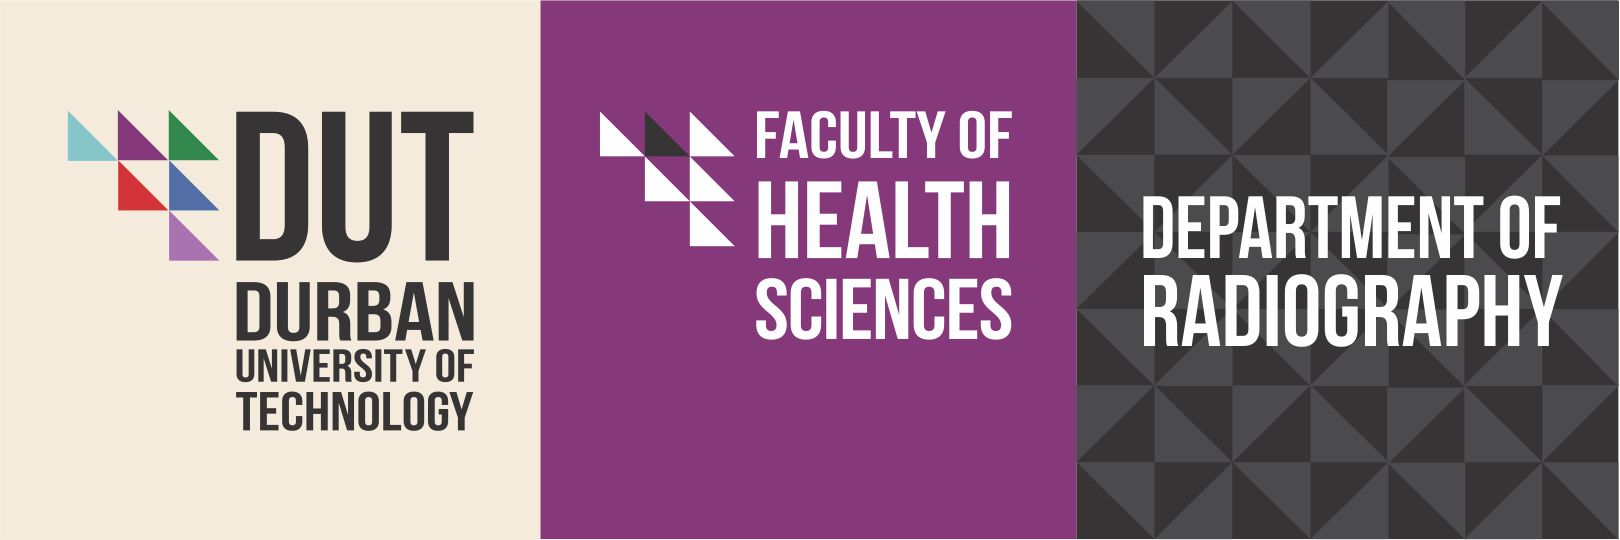 DUT
DURBAN
UNIVERSITY OF
TECHNOLOGY
FACULTY OF
HEALTH
SCIENCES
DEPARTMENT OF
RADIOGRAPHY